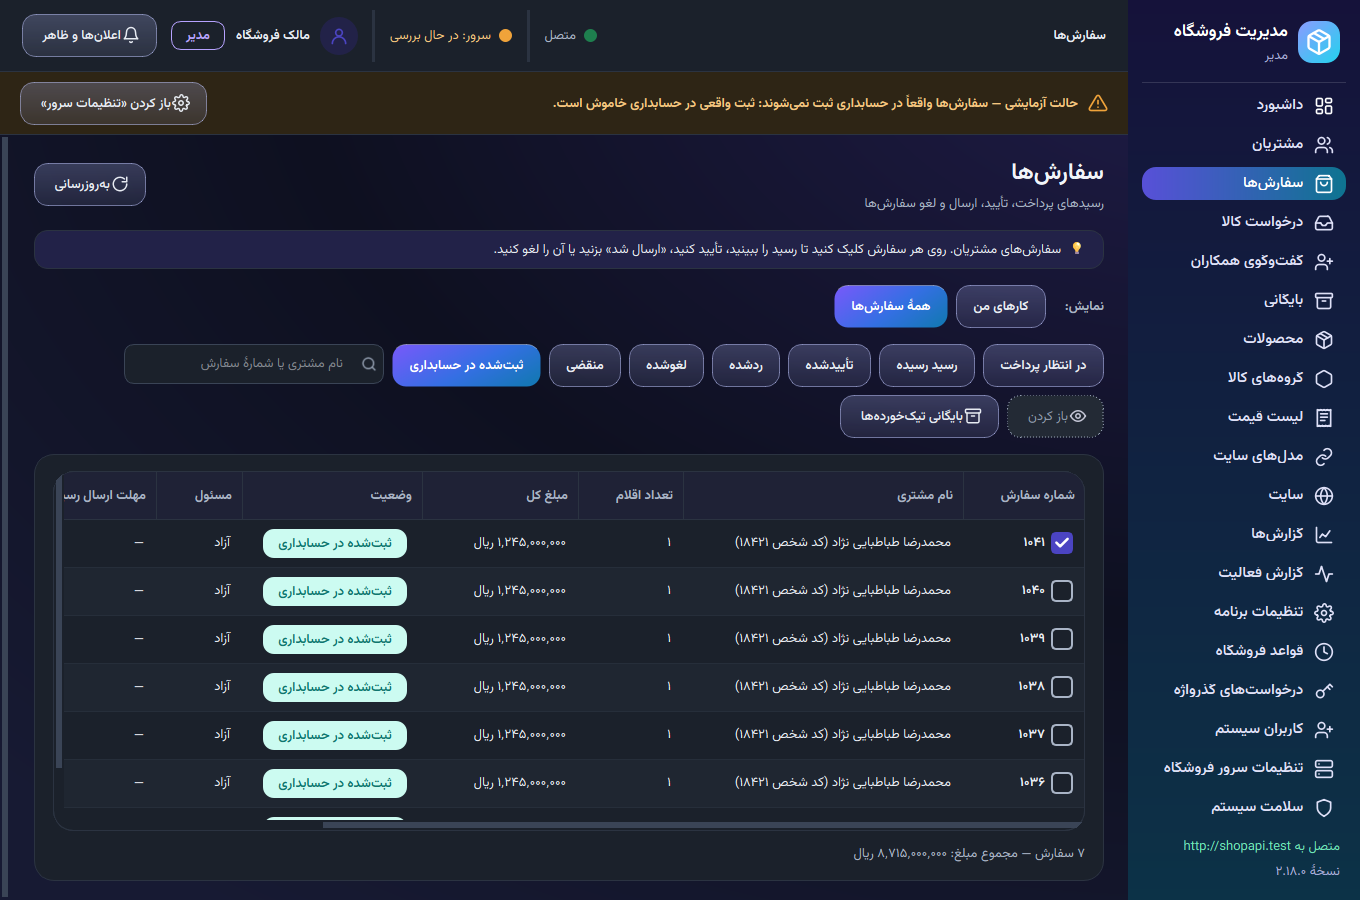 مدیریت فروشگاه
مدیر
داشبورد
مشتریان
سفارش‌ها
درخواست کالا
گفت‌وگوی همکاران
بایگانی
محصولات
گروه‌های کالا
لیست قیمت
مدل‌های سایت
سایت
گزارش‌ها
گزارش فعالیت
تنظیمات برنامه
قواعد فروشگاه
درخواست‌های گذرواژه
کاربران سیستم
تنظیمات سرور فروشگاه
سلامت سیستم
متصل به http://shopapi.test
نسخهٔ ۲.۱۸.۰
سفارش‌ها
متصل
سرور: در حال بررسی
مالک فروشگاه
مدیر
اعلان‌ها و ظاهر
حالت آزمایشی — سفارش‌ها واقعاً در حسابداری ثبت نمی‌شوند: ثبت واقعی در حسابداری خاموش است.
باز کردن «تنظیمات سرور»
سفارش‌ها
رسیدهای پرداخت، تأیید، ارسال و لغو سفارش‌ها
به‌روزرسانی
سفارش‌های مشتریان. روی هر سفارش کلیک کنید تا رسید را ببینید، تأیید کنید، «ارسال شد» بزنید یا آن را لغو کنید.
نمایش: کارهای من همهٔ سفارش‌ها
در انتظار پرداخت رسید رسیده تأییدشده ردشده لغوشده منقضی ثبت‌شده در حسابداری نام مشتری یا شمارهٔ سفارش
باز کردن بایگانی تیک‌خورده‌ها
شماره سفارش نام مشتری تعداد اقلام مبلغ کل وضعیت مسئول مهلت ارسال رسی
۱۰۴۱ محمدرضا طباطبایی نژاد (کد شخص ۱۸۴۲۱) ۱ ۱,۲۴۵,۰۰۰,۰۰۰ ریال ثبت‌شده در حسابداری آزاد —
۱۰۴۰ محمدرضا طباطبایی نژاد (کد شخص ۱۸۴۲۱) ۱ ۱,۲۴۵,۰۰۰,۰۰۰ ریال ثبت‌شده در حسابداری آزاد —
۱۰۳۹ محمدرضا طباطبایی نژاد (کد شخص ۱۸۴۲۱) ۱ ۱,۲۴۵,۰۰۰,۰۰۰ ریال ثبت‌شده در حسابداری آزاد —
۱۰۳۸ محمدرضا طباطبایی نژاد (کد شخص ۱۸۴۲۱) ۱ ۱,۲۴۵,۰۰۰,۰۰۰ ریال ثبت‌شده در حسابداری آزاد —
۱۰۳۷ محمدرضا طباطبایی نژاد (کد شخص ۱۸۴۲۱) ۱ ۱,۲۴۵,۰۰۰,۰۰۰ ریال ثبت‌شده در حسابداری آزاد —
۱۰۳۶ محمدرضا طباطبایی نژاد (کد شخص ۱۸۴۲۱) ۱ ۱,۲۴۵,۰۰۰,۰۰۰ ریال ثبت‌شده در حسابداری آزاد —
۷ سفارش — مجموع مبلغ: ۸,۷۱۵,۰۰۰,۰۰۰ ریال